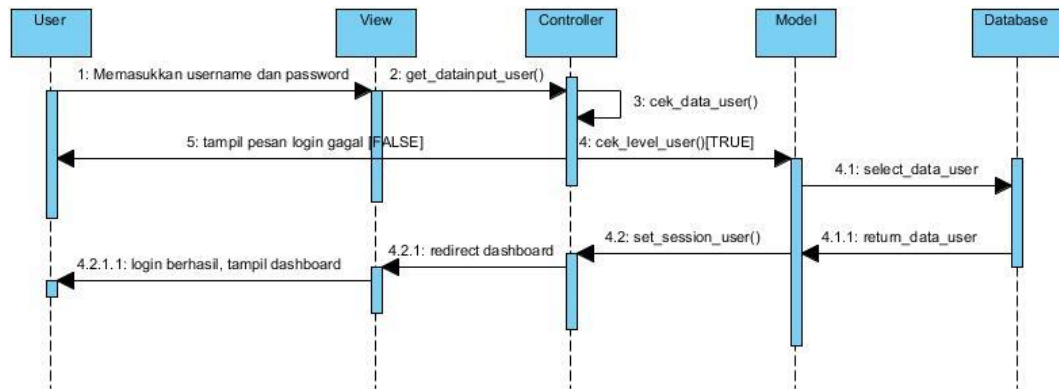 User
View
Controller
Model
Database
1: Memasukkan username dan password
2: get_datainput_user()
3: cek_data_user()
5: tampil pesan login gagal [FALSE]
4: cek_level_user()[TRUE]
4.1: select_data_user
4.2: set_session_user()
4.1.1: return_data_user
4.2.1: redirect dashboard
4.2.1.1: login berhasil, tampil dashboard